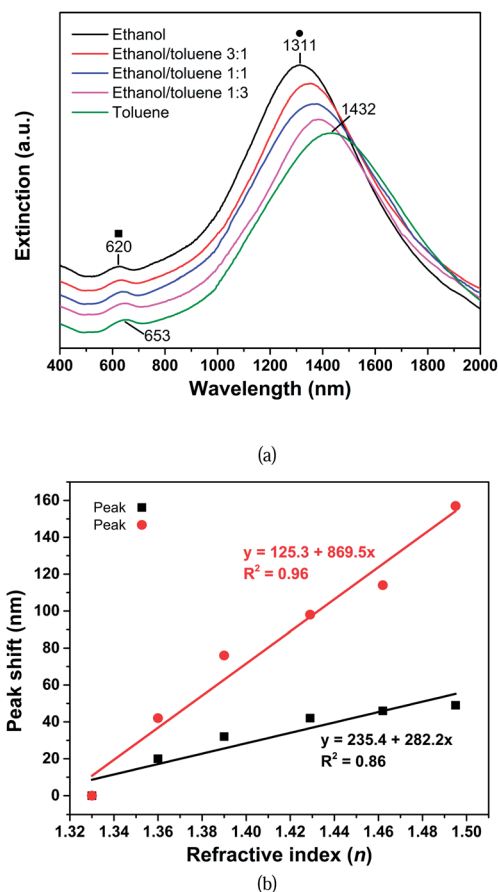 Ethanol
Ethanol/toluene 3:1
Ethanol/toluene 1:1
Ethanol/toluene 1:3
Toluene
1311
1432
620
653
Extinction (a.u.)
400 600 800 1000 1200 1400 1600 1800 2000
Wavelength (nm)
(a)
Peak
Peak
y = 125.3 + 869.5x
R² = 0.96
y = 235.4 + 282.2x
R² = 0.86
160
140
120
100
80
60
40
20
0
Peak shift (nm)
1.32 1.34 1.36 1.38 1.40 1.42 1.44 1.46 1.48 1.50
Refractive index (n)
(b)